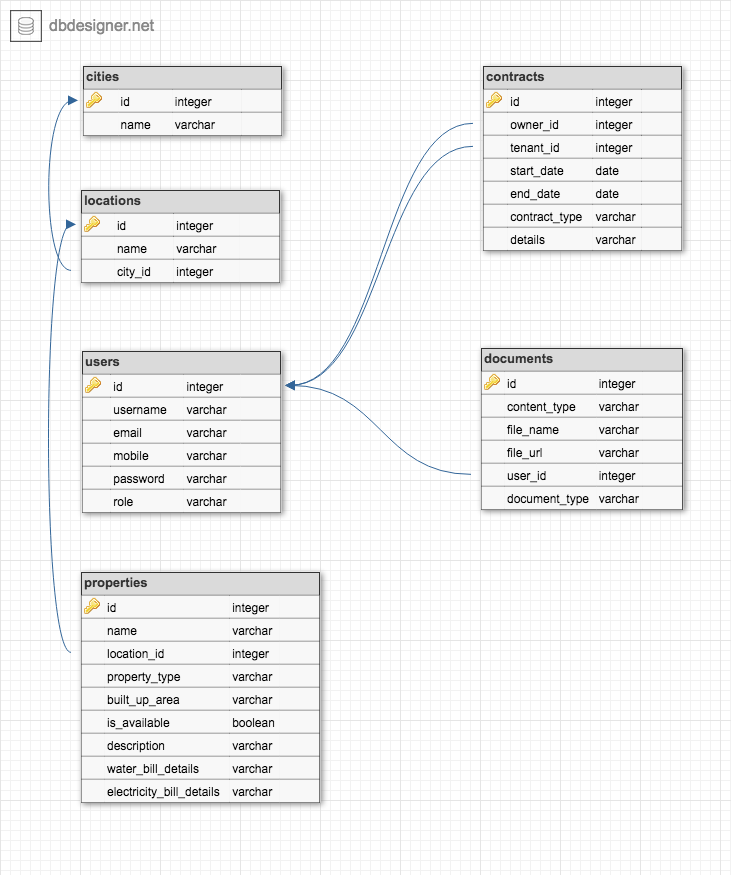 dbdesigner.net
cities
id integer
name varchar
locations
id integer
name varchar
city_id integer
users
id integer
username varchar
email varchar
mobile varchar
password varchar
role varchar
properties
id integer
name varchar
location_id integer
property_type varchar
built_up_area varchar
is_available boolean
description varchar
water_bill_details varchar
electricity_bill_details varchar
contracts
id integer
owner_id integer
tenant_id integer
start_date date
end_date date
contract_type varchar
details varchar
documents
id integer
content_type varchar
file_name varchar
file_url varchar
user_id integer
document_type varchar